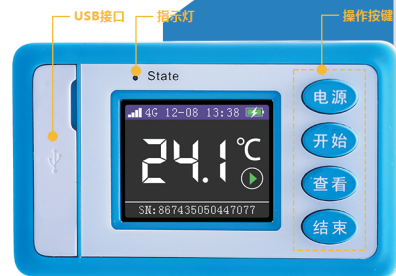 USB接口
指示灯
操作按键
State
4G 12-08 13:38
24.1℃
SN:867435050447077
电源
开始
查看
结束